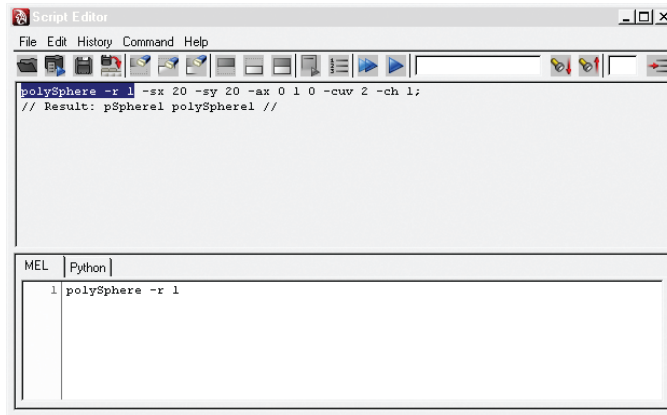 Script Editor
File Edit History Command Help
polySphere -r 1 -sx 20 -sy 20 -ax 0 1 0 -cuv 2 -ch 1;
// Result: pSphere1 polySphere1 //
MEL Python
1 polySphere -r 1